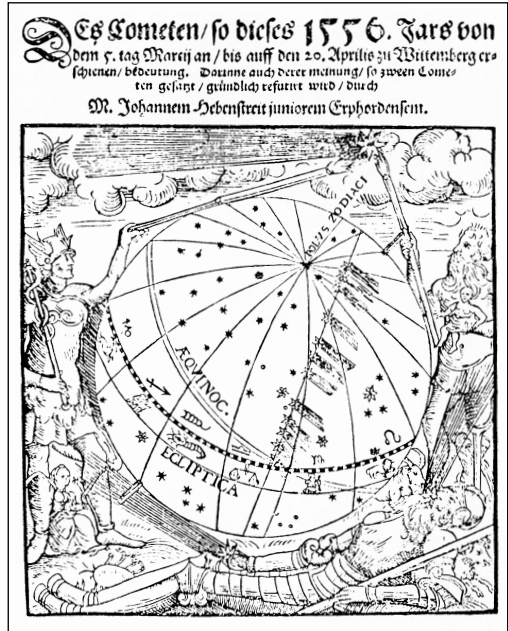 DEs Cometen/ so dieses 1556. Jars von
dem 5. tag Martij an / bis auff den 20. Aprilis zu Wittemberg er⸗
schienen/ bedeutung. Darinne auch derer meinung/ so zween Come⸗
ten gesatzt / gründlich refutirt wird / durch
M. Johannem Hebenstreit juniorem Erphordensem.
POLUS ZODIACI
ÆQVINOC.
ECLIPTICA